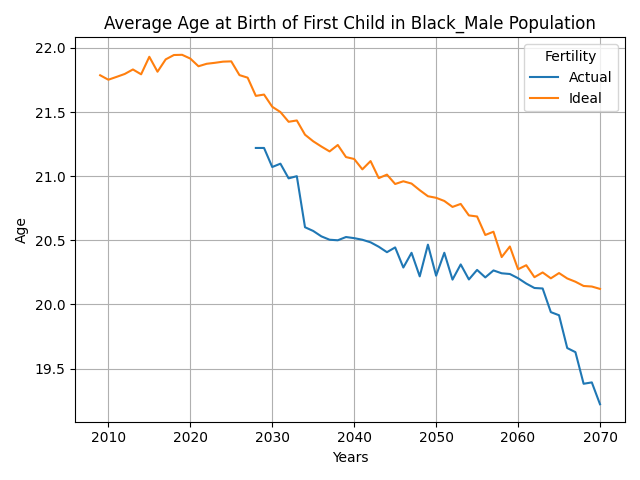 Average Age at Birth of First Child in Black_Male Population
Fertility
Actual
Ideal
Age
22.0
21.5
21.0
20.5
20.0
19.5
2010 2020 2030 2040 2050 2060 2070
Years